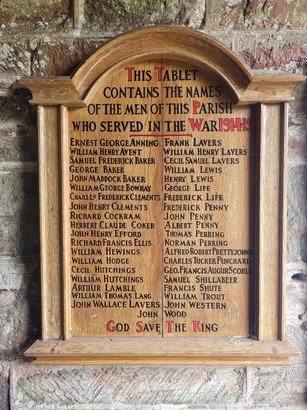 THIS TABLET
CONTAINS THE NAMES
OF THE MEN OF THIS PARISH
WHO SERVED IN THE WAR 1914-19
ERNEST GEORGE ANNING
WILLIAM HENRY AVENT
SAMUEL FREDERICK BAKER
GEORGE BAKER
JOHN MADDOCK BAKER
WILLIAM GEORGE BOWHAY
CHARLES FREDERICK CLEMENTS
JOHN HENRY CLEMENTS
RICHARD COCKRAM
HERBERT CLAUDE COKER
JOHN HENRY EFFORD
RICHARD FRANCIS ELLIS
WILLIAM HEWINGS
WILLIAM HODGE
CECIL HUTCHINGS
WILLIAM HUTCHINGS
ARTHUR LAMBLE
WILLIAM THOMAS LANG
JOHN WALLACE LAVERS
FRANK LAVERS
WILLIAM HENRY LAVERS
CECIL SAMUEL LAVERS
WILLIAM LEWIS
HENRY LEWIS
GEORGE LIFE
FREDERICK LIFE
FREDERICK PENNY
JOHN PENNY
ALBERT PENNY
THOMAS PERRING
NORMAN PERRING
ALFRED ROBERT PRETTYJOHN
CHARLES TUCKER PUNCHARD
GEO. FRANCIS AUGUR SCOBLE
SAMUEL SHILLABEER
FRANCIS SHUTE
WILLIAM TROUT
JOHN WESTERN
JOHN WOOD
GOD SAVE THE KING